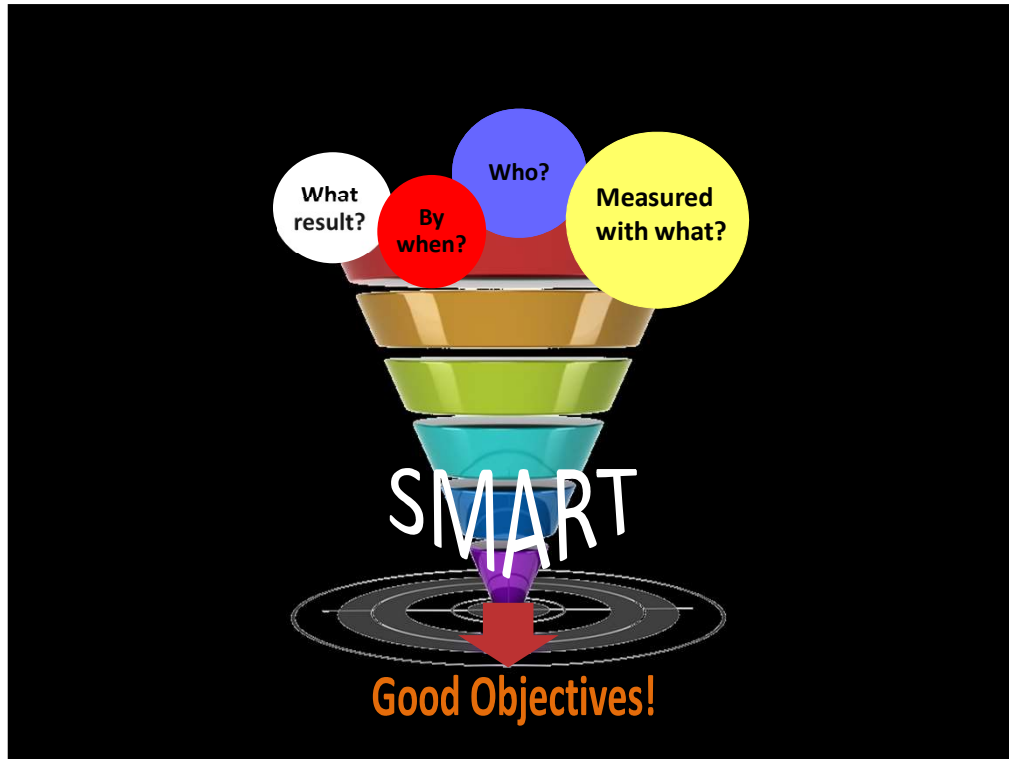 What
result?
By
when?
Who?
Measured
with what?
SMART
Good Objectives!